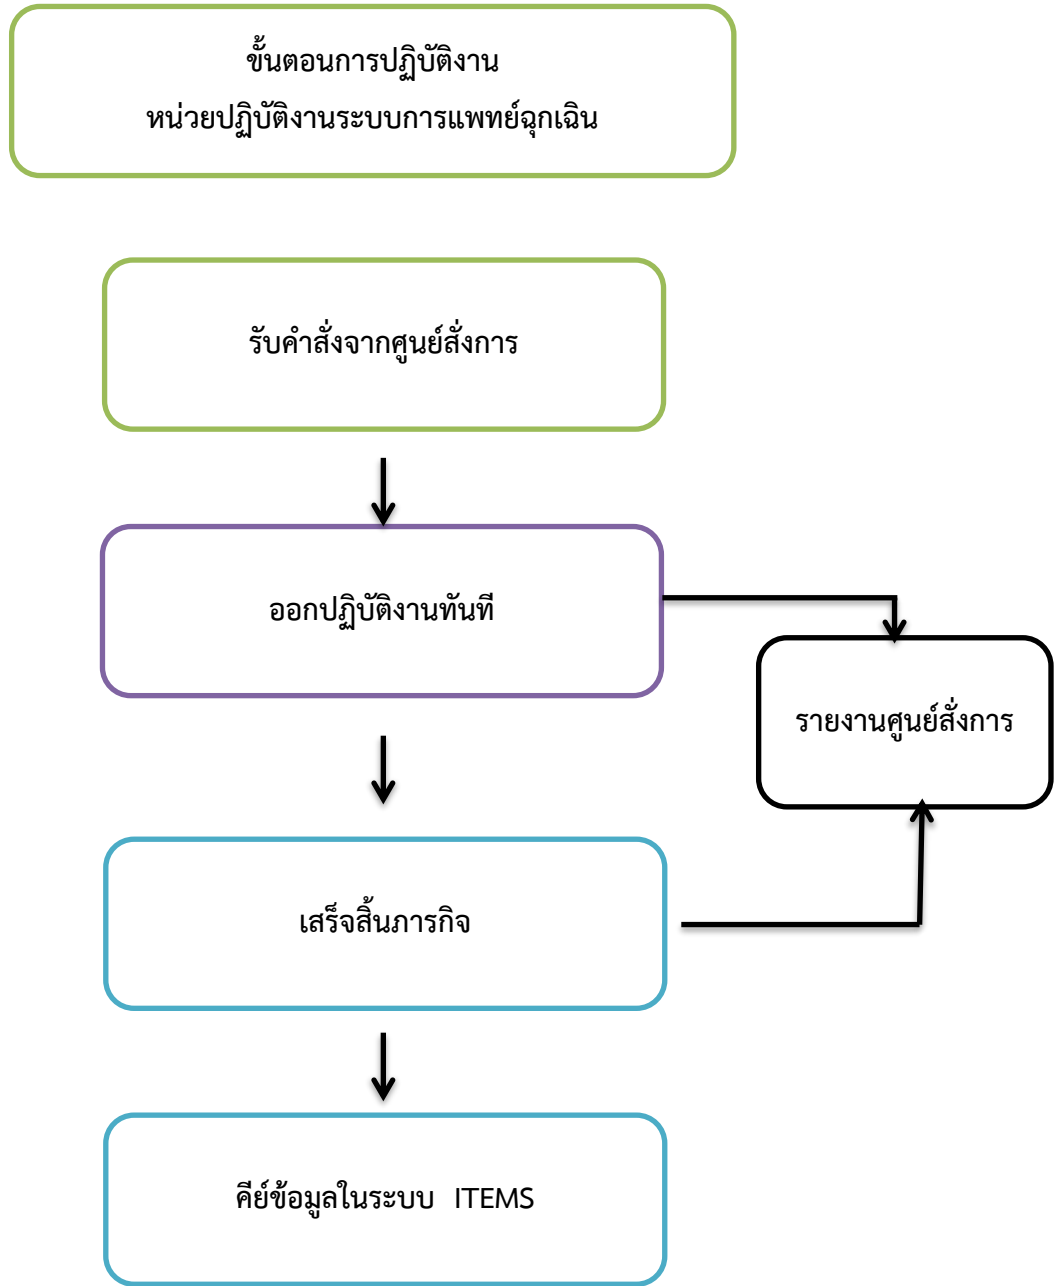 ขั้นตอนการปฏิบัติงาน
หน่วยปฏิบัติงานระบบการแพทย์ฉุกเฉิน
รับคำสั่งจากศูนย์สั่งการ
ออกปฏิบัติงานทันที
รายงานศูนย์สั่งการ
เสร็จสิ้นภารกิจ
คีย์ข้อมูลในระบบ ITEMS